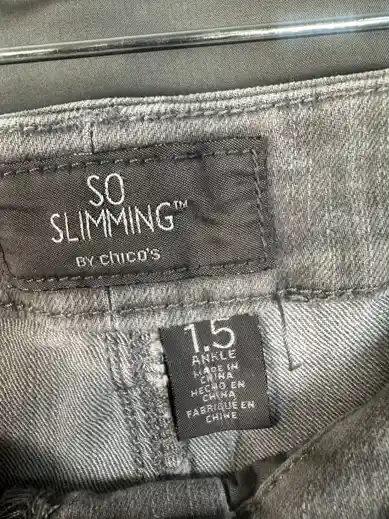 SO
SLIMMING™
BY chico's
1.5
ANKLE
MADE IN
CHINA
HECHO EN
CHINA
FABRIQUE EN
CHINE